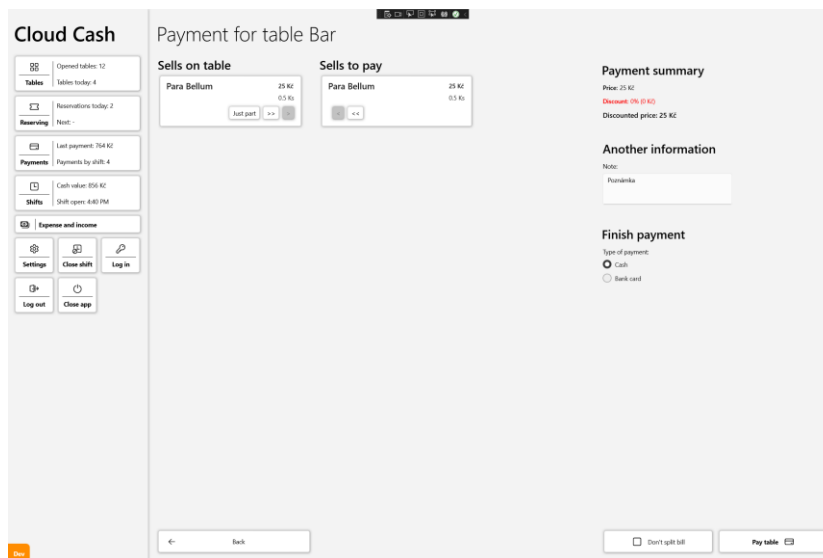 Cloud Cash
Tables
Opened tables: 12
Tables today: 4
Reserving
Reservations today: 2
Next: -
Payments
Last payment: 764 Kč
Payments by shift: 4
Shifts
Cash value: 856 Kč
Shift open: 4:40 PM
Expense and income
Settings
Close shift
Log in
Log out
Close app
Dev
Payment for table Bar
Sells on table
Para Bellum
25 Kč
0.5 Ks
Just part
>>
>
Sells to pay
Para Bellum
25 Kč
0.5 Ks
<
<<
Payment summary
Price: 25 Kč
Discount: 0% (0 Kč)
Discounted price: 25 Kč
Another information
Note:
Poznámka
Finish payment
Type of payment:
Cash
Bank card
Back
Don't split bill
Pay table